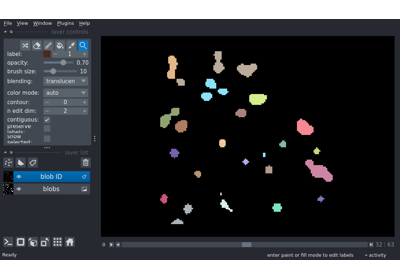 File View Window Plugins Help
layer controls
label: 1
opacity: 0.70
brush size: 10
blending: translucen
color mode: auto
contour: 0
n edit dim: 2
contiguous:
preserve
labels:
show
selected:
layer list
blob ID
blobs
0 32 63
Ready enter paint or fill mode to edit labels activity